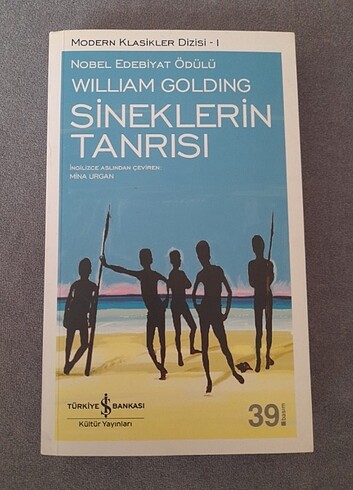 MODERN KLASİKLER DİZİSİ - I
NOBEL EDEBİYAT ÖDÜLÜ
WILLIAM GOLDING
SİNEKLERİN
TANRISI
İNGİLİZCE ASLINDAN ÇEVİREN:
MİNA URGAN
TÜRKİYE İŞ BANKASI
Kültür Yayınları
39.basım